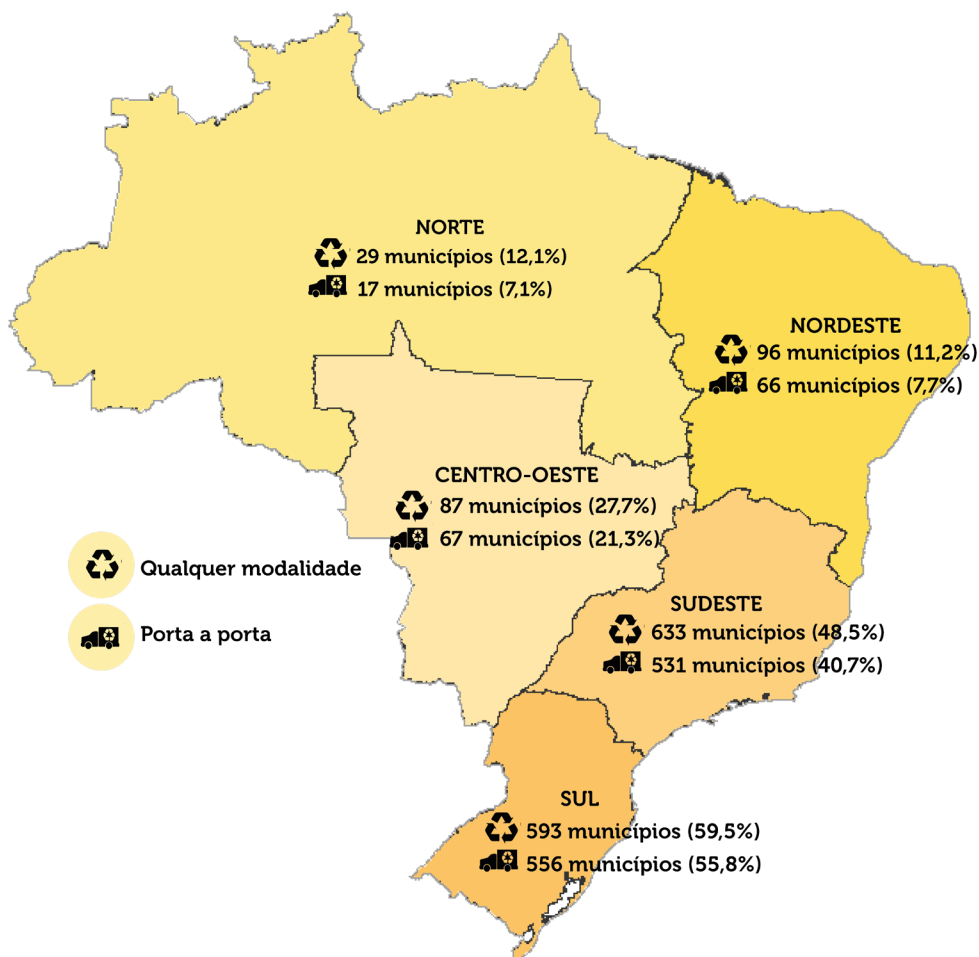 NORTE
29 municípios (12,1%)
17 municípios (7,1%)
NORDESTE
96 municípios (11,2%)
66 municípios (7,7%)
CENTRO-OESTE
87 municípios (27,7%)
67 municípios (21,3%)
Qualquer modalidade
Porta a porta
SUDESTE
633 municípios (48,5%)
531 municípios (40,7%)
SUL
593 municípios (59,5%)
556 municípios (55,8%)